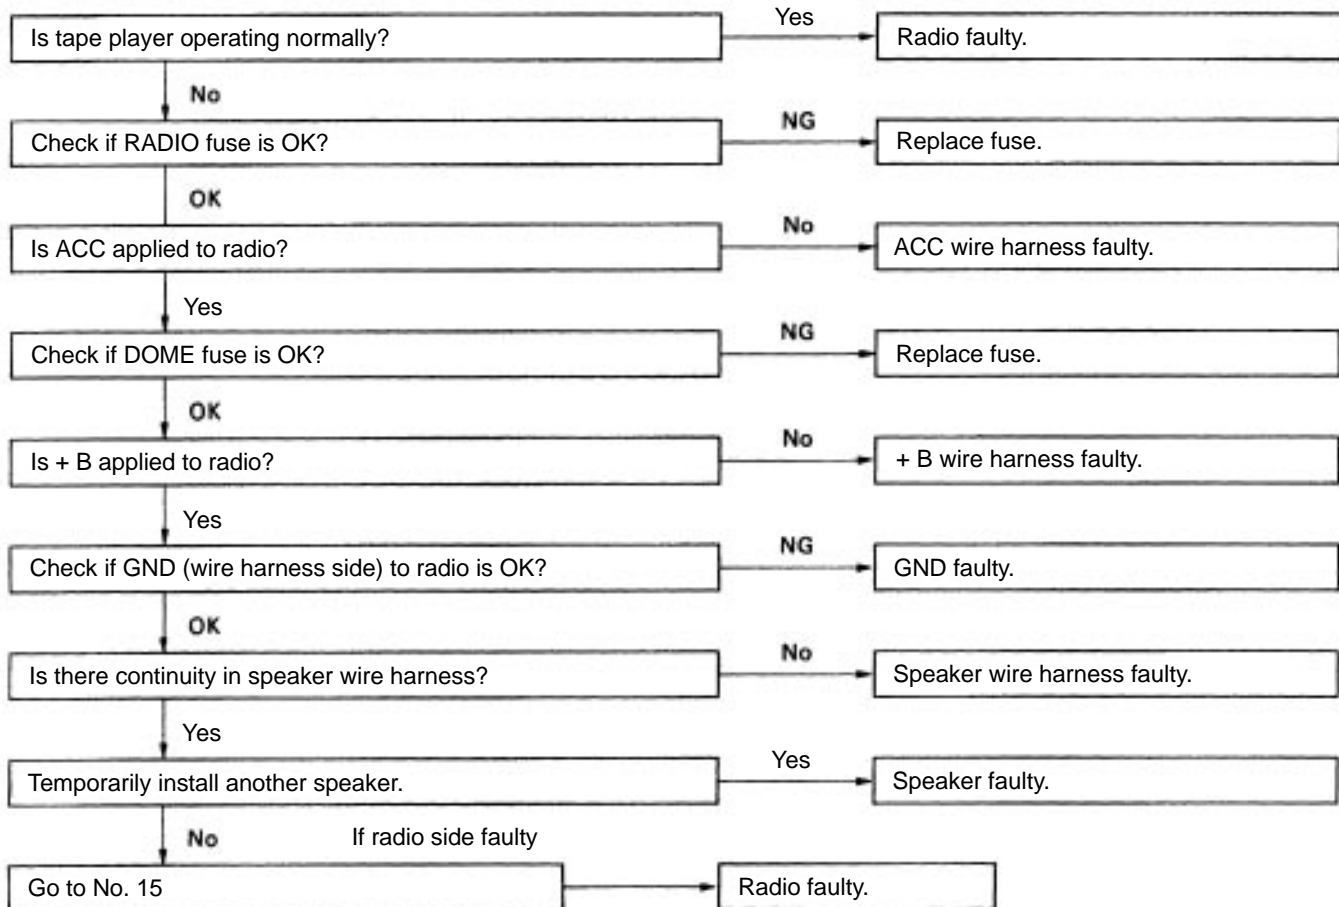 Is tape player operating normally?
Yes
Radio faulty.
No
Check if RADIO fuse is OK?
NG
Replace fuse.
OK
Is ACC applied to radio?
No
ACC wire harness faulty.
Yes
Check if DOME fuse is OK?
NG
Replace fuse.
OK
Is + B applied to radio?
No
+ B wire harness faulty.
Yes
Check if GND (wire harness side) to radio is OK?
NG
GND faulty.
OK
Is there continuity in speaker wire harness?
No
Speaker wire harness faulty.
Yes
Temporarily install another speaker.
Yes
Speaker faulty.
No
If radio side faulty
Go to No. 15
Radio faulty.